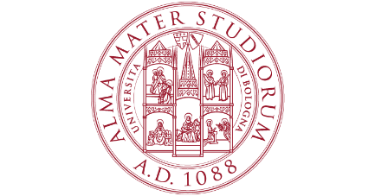 ALMA MATER STUDIORUM
UNIVERSITÀ
DI BOLOGNA
A.D. 1088